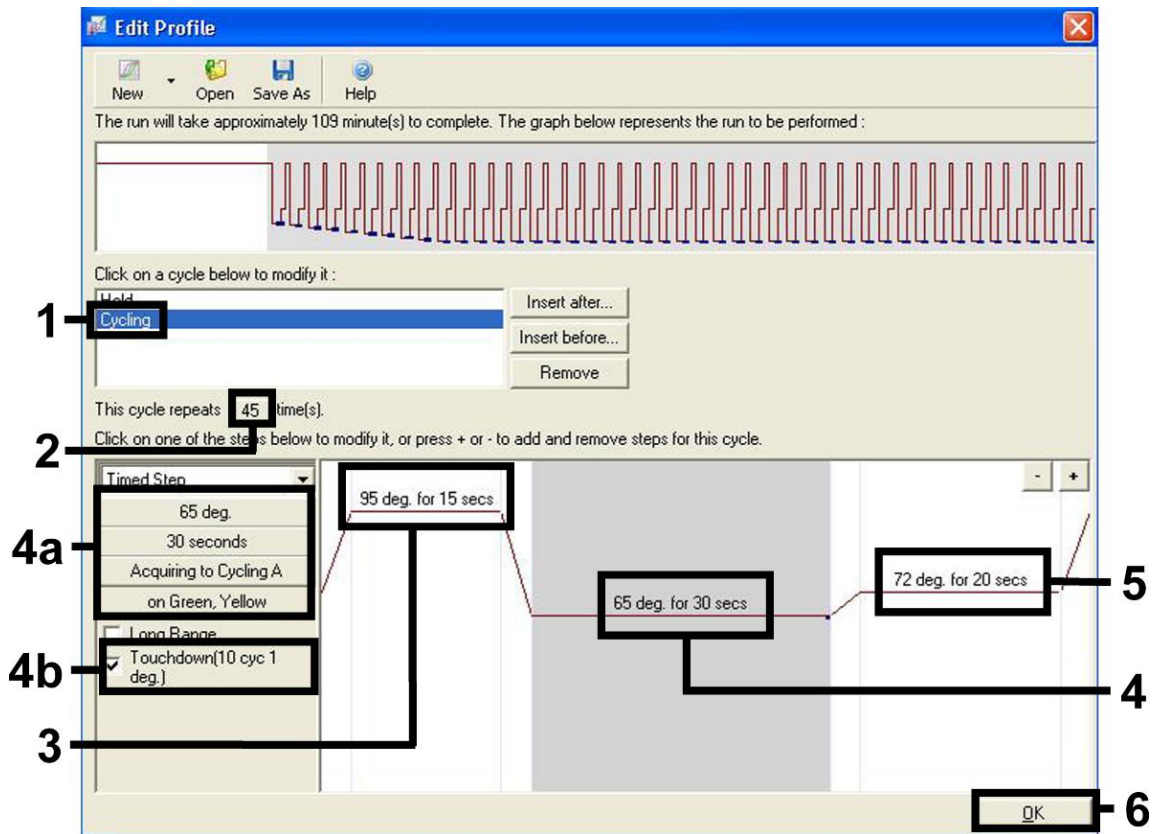 Edit Profile
New Open Save As Help
The run will take approximately 109 minute(s) to complete. The graph below represents the run to be performed :
Click on a cycle below to modify it :
Hold
1 Cycling
Insert after...
Insert before...
Remove
This cycle repeats 45 time(s).
2
Click on one of the steps below to modify it, or press + or - to add and remove steps for this cycle.
Timed Step
- +
95 deg. for 15 secs
65 deg.
30 seconds
4a
Acquiring to Cycling A
on Green, Yellow
65 deg. for 30 secs
72 deg. for 20 secs 5
Long Range
4b Touchdown(10 cyc 1
deg.)
4
3
OK 6